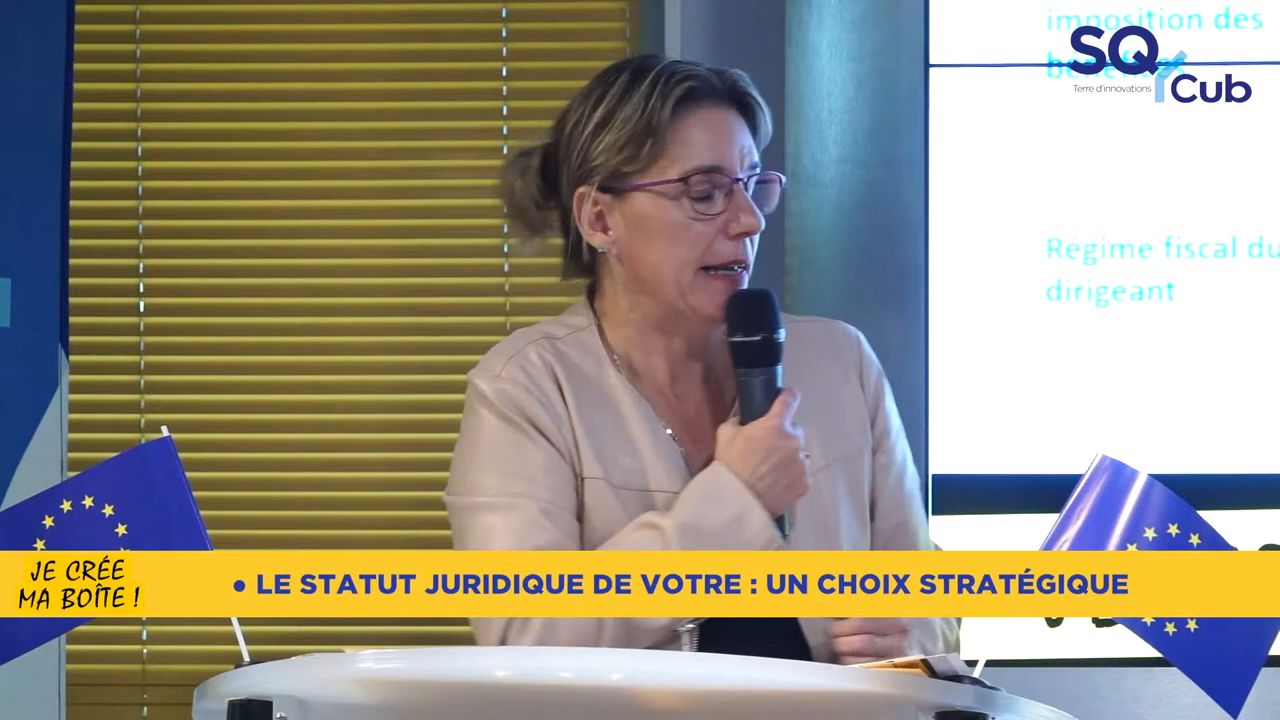 imposition des
SQY Cub
Terre d'innovations
Régime fiscal du
dirigeant
JE CRÉE
MA BOÎTE !
• LE STATUT JURIDIQUE DE VOTRE : UN CHOIX STRATÉGIQUE